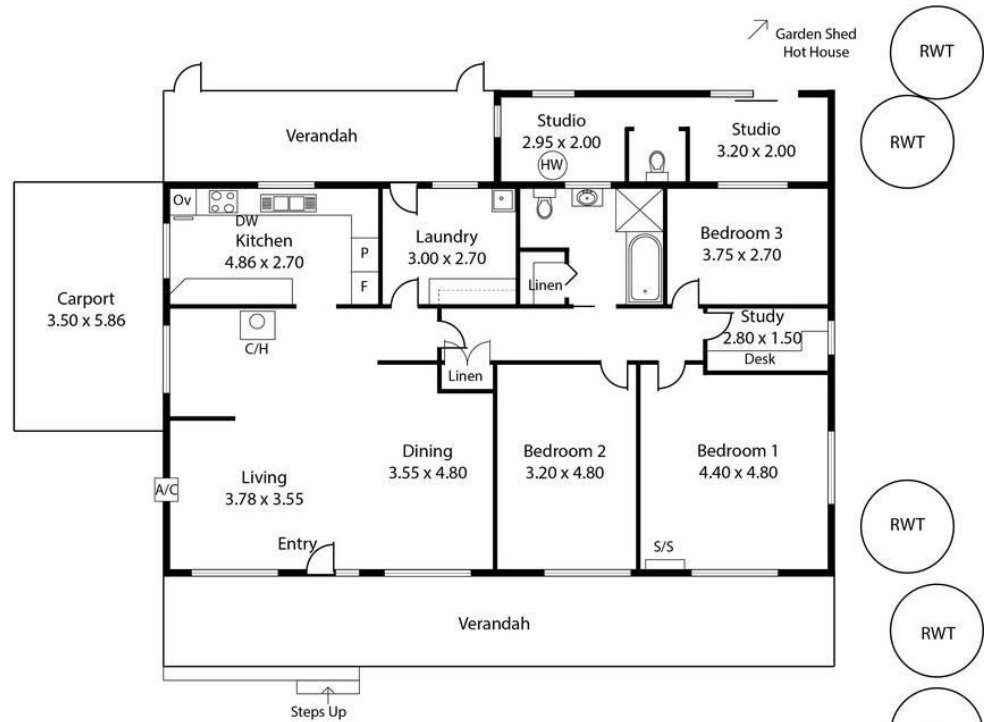 Garden Shed
Hot House
RWT
RWT
Verandah
Studio
2.95 x 2.00
HW
Studio
3.20 x 2.00
Ov
DW
Kitchen
4.86 x 2.70
P
F
Laundry
3.00 x 2.70
Linen
Bedroom 3
3.75 x 2.70
Carport
3.50 x 5.86
C/H
Linen
Study
2.80 x 1.50
Desk
Living
3.78 x 3.55
A/C
Dining
3.55 x 4.80
Bedroom 2
3.20 x 4.80
Bedroom 1
4.40 x 4.80
Entry
S/S
RWT
Verandah
RWT
Steps Up